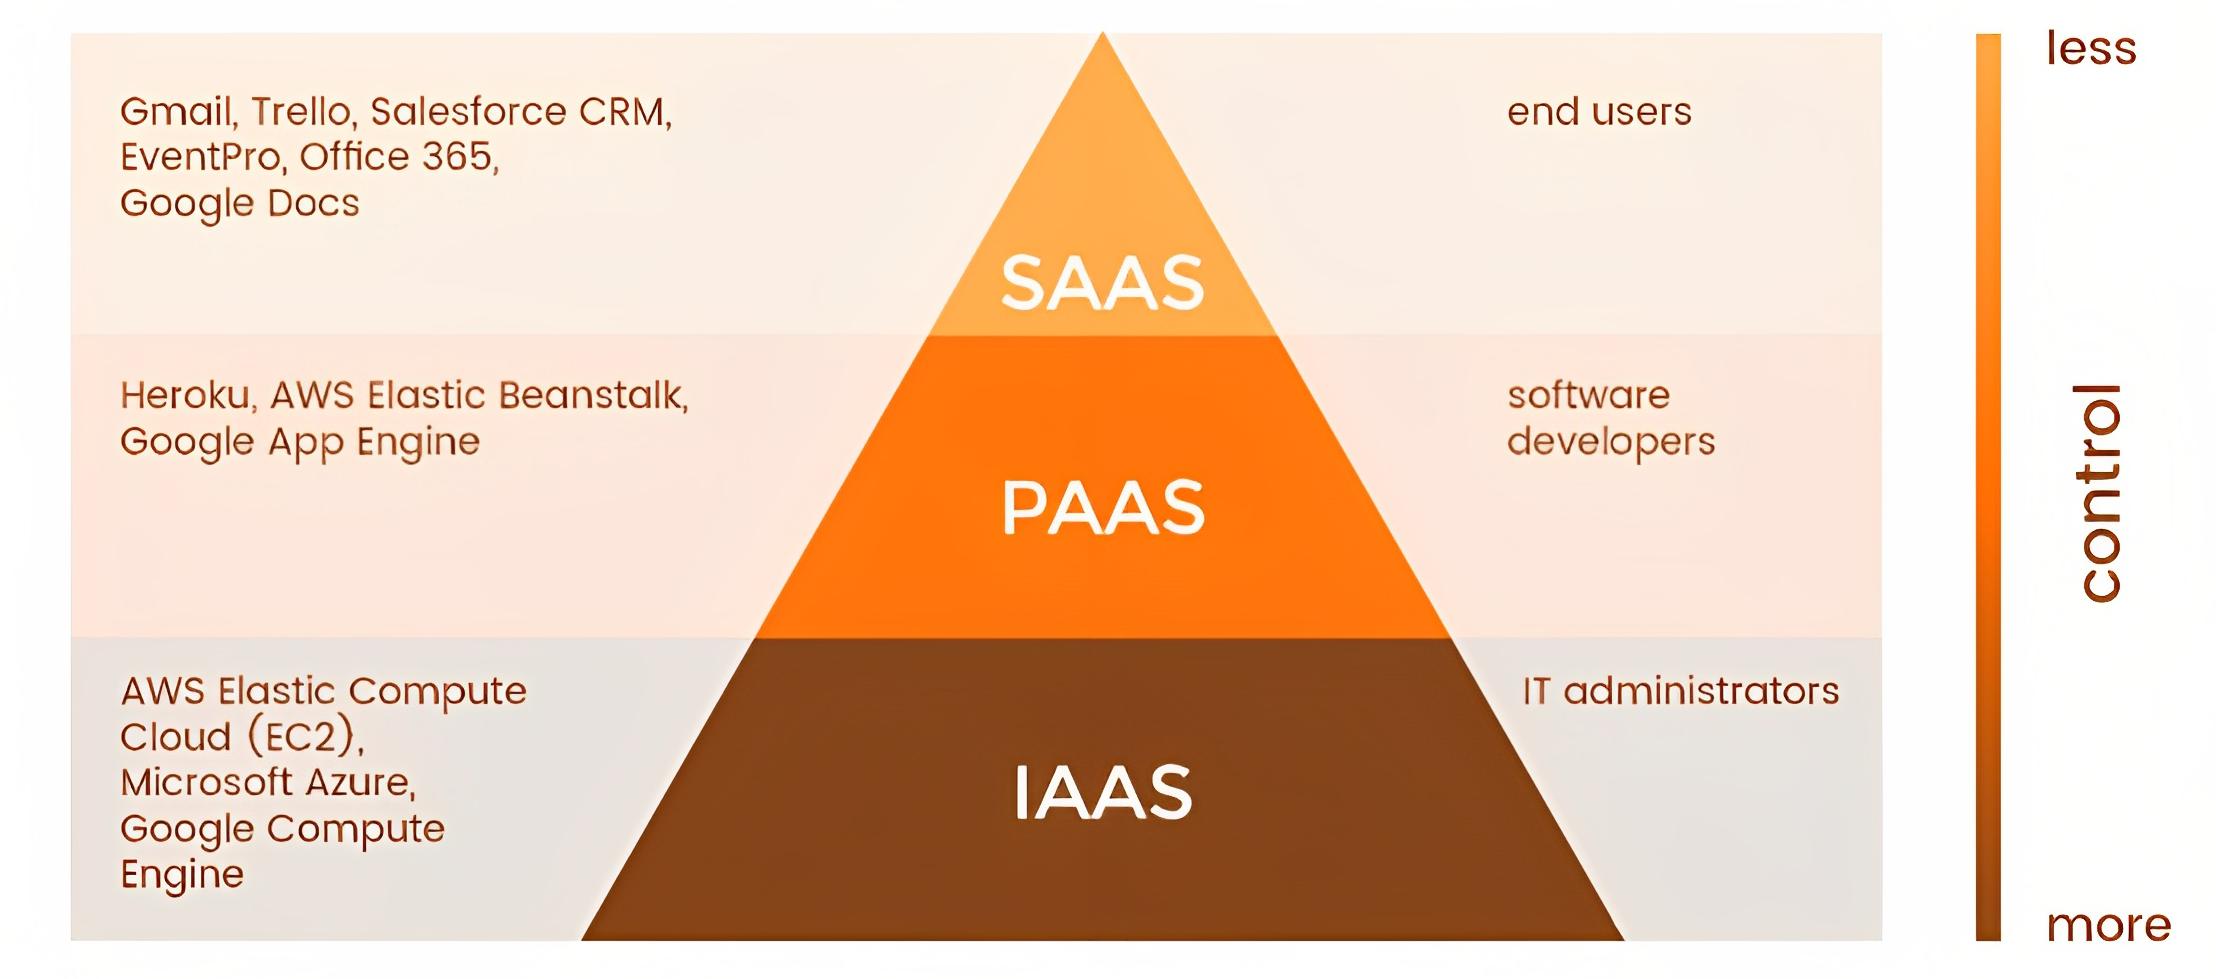 Gmail, Trello, Salesforce CRM,
EventPro, Office 365,
Google Docs
SAAS
end users
Heroku, AWS Elastic Beanstalk,
Google App Engine
PAAS
software
developers
AWS Elastic Compute
Cloud (EC2),
Microsoft Azure,
Google Compute
Engine
IAAS
IT administrators
less
control
more